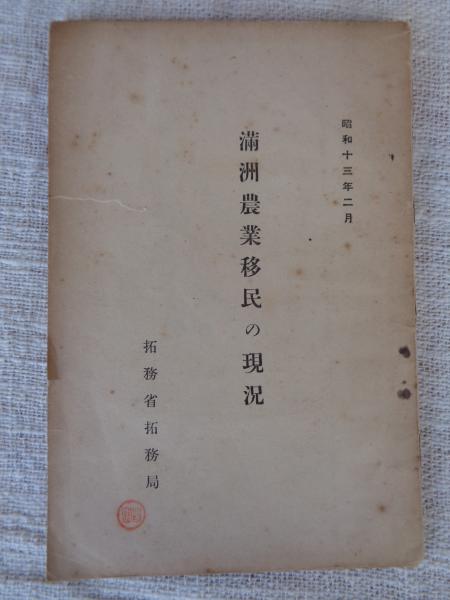 昭和十三年二月
滿洲農業移民の現況
拓務省拓務局